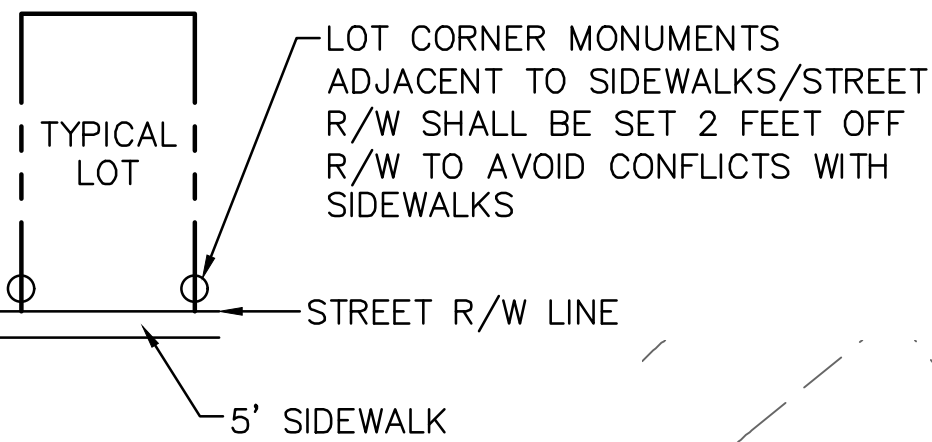 LOT CORNER MONUMENTS
ADJACENT TO SIDEWALKS/STREET
R/W SHALL BE SET 2 FEET OFF
R/W TO AVOID CONFLICTS WITH
SIDEWALKS
TYPICAL
LOT
STREET R/W LINE
5' SIDEWALK